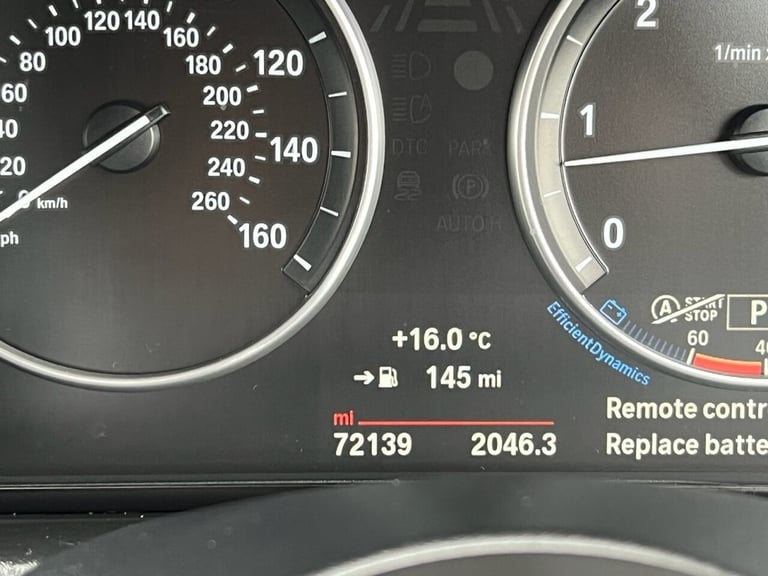 120 140
100
160
80
180
120
60
200
40
220
140
20
240
0 km/h
260
mph
160
DTC PARK
AUTO H
2
1/min x
1
0
EfficientDynamics
A START
STOP
P
60
40
+16.0 °C
145 mi
mi
72139 2046.3
Remote contr
Replace batte